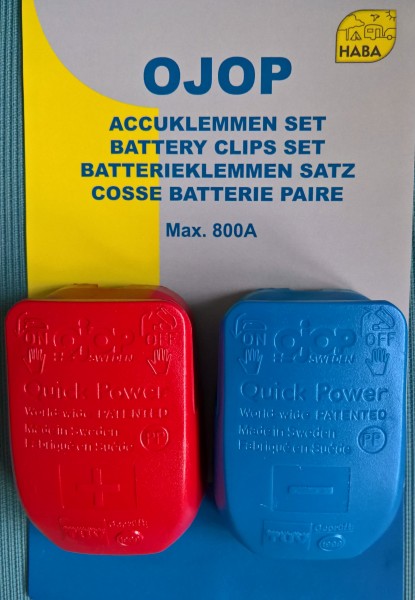 HABA
OJOP
ACCUKLEMMEN SET
BATTERY CLIPS SET
BATTERIEKLEMMEN SATZ
COSSE BATTERIE PAIRE
Max. 800A
ON OJOP OFF
SWEDEN
Quick Power
World-wide PATENTED
Made in Sweden
Fabriqué en Suède
PP
+
ON OJOP OFF
SWEDEN
Quick Power
World-wide PATENTED
Made in Sweden
Fabriqué en Suède
PP
−